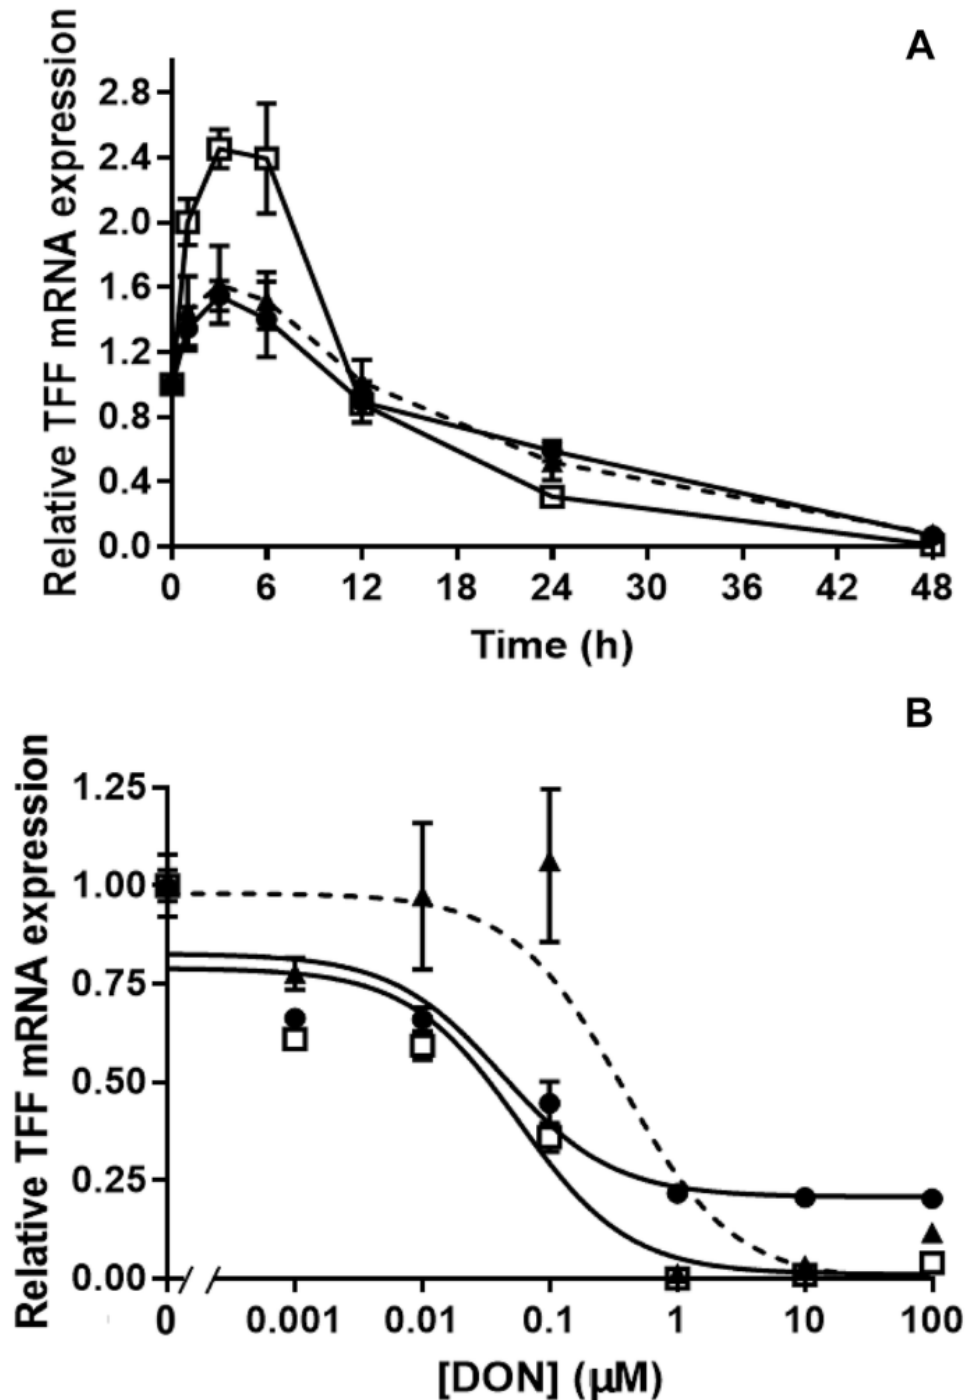 A
Relative TFF mRNA expression
2.8
2.4
2.0
1.6
1.2
0.8
0.4
0.0
0 6 12 18 24 30 36 42 48
Time (h)
B
Relative TFF mRNA expression
1.25
1.00
0.75
0.50
0.25
0.00
0 0.001 0.01 0.1 1 10 100
[DON] (μM)